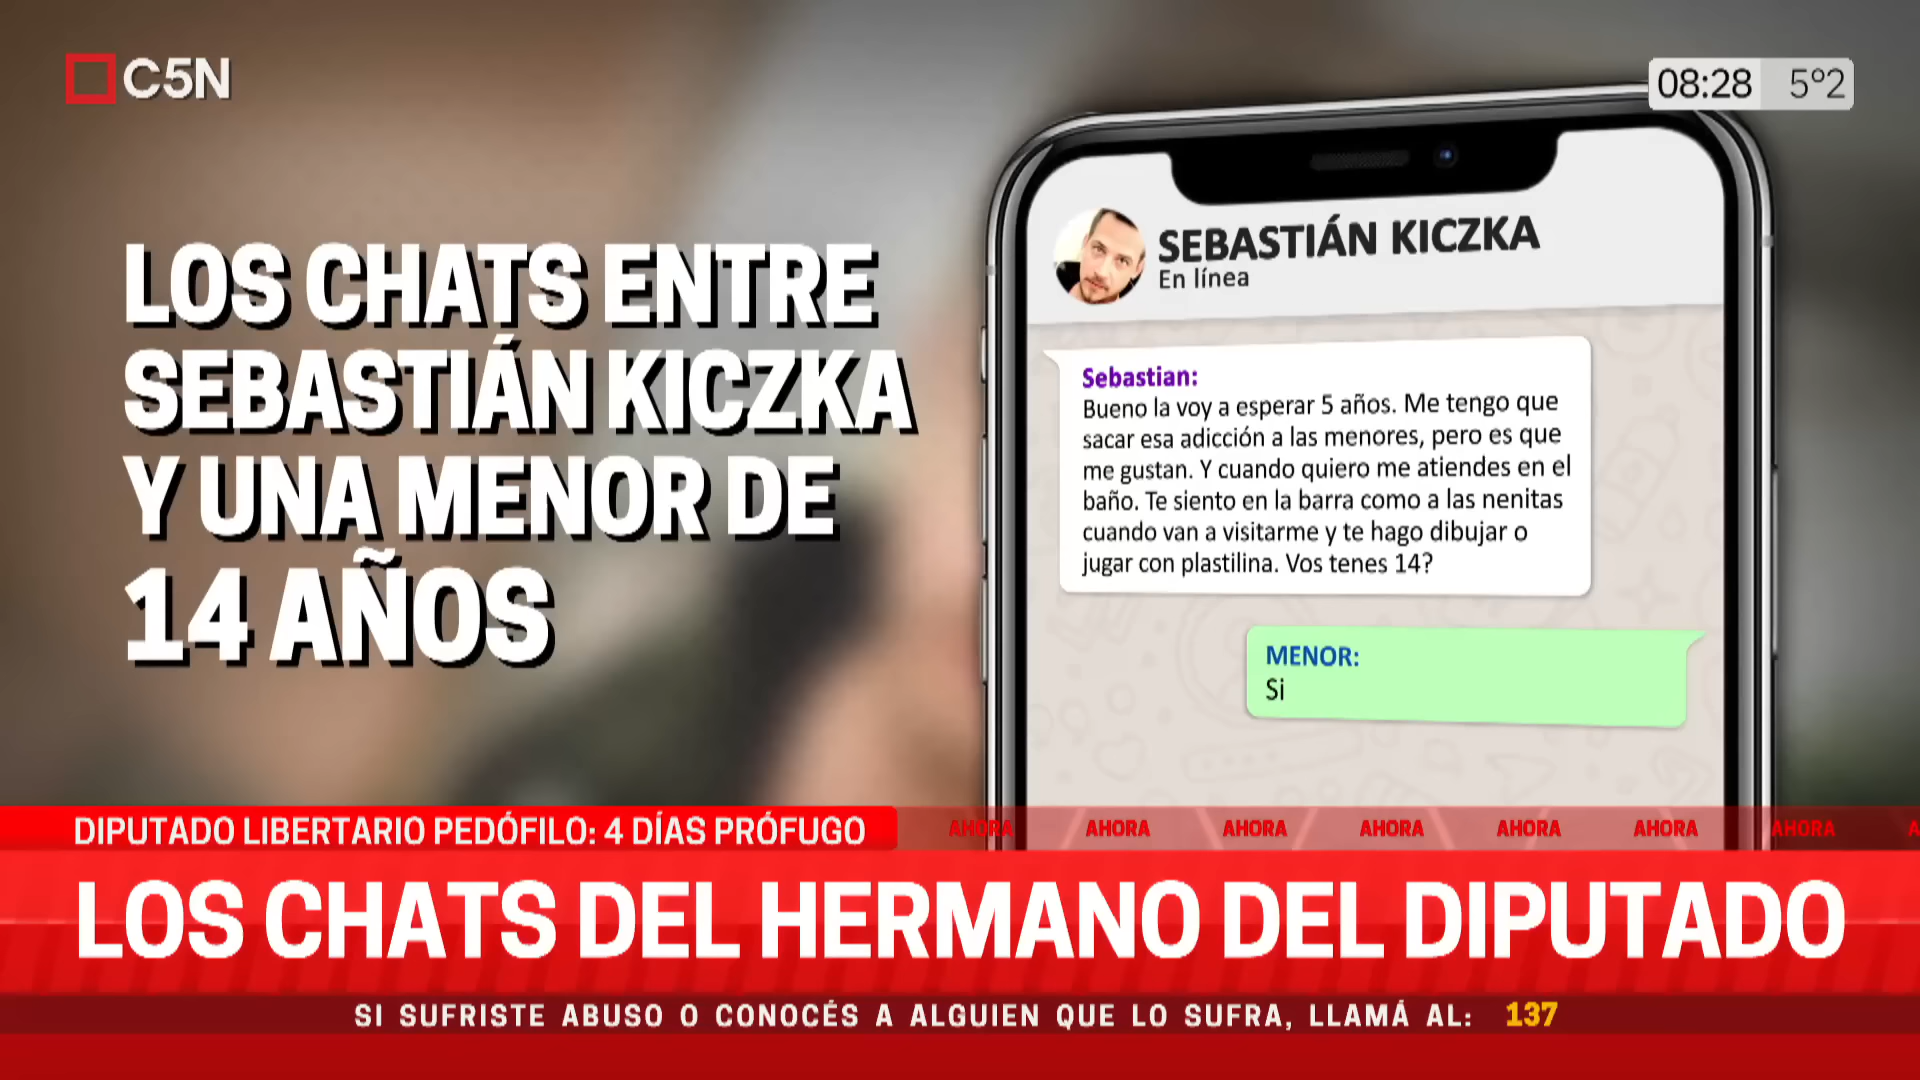 C5N
08:28 5°2
LOS CHATS ENTRE
SEBASTIÁN KICZKA
Y UNA MENOR DE
14 AÑOS
SEBASTIÁN KICZKA
En línea
Sebastian:
Bueno la voy a esperar 5 años. Me tengo que
sacar esa adicción a las menores, pero es que
me gustan. Y cuando quiero me atiendes en el
baño. Te siento en la barra como a las nenitas
cuando van a visitarme y te hago dibujar o
jugar con plastilina. Vos tenes 14?
MENOR:
Si
DIPUTADO LIBERTARIO PEDÓFILO: 4 DÍAS PRÓFUGO
AHORA AHORA AHORA AHORA AHORA AHORA AHORA
LOS CHATS DEL HERMANO DEL DIPUTADO
SI SUFRISTE ABUSO O CONOCÉS A ALGUIEN QUE LO SUFRA, LLAMÁ AL: 137